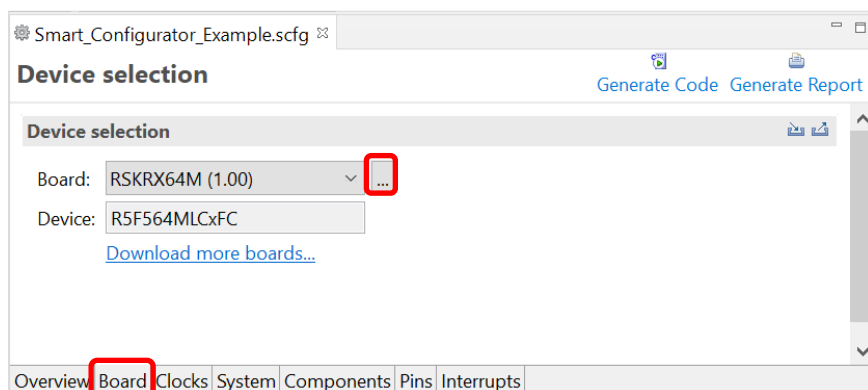 Smart_Configurator_Example.scfg
Device selection
Generate Code Generate Report
Device selection
Board: RSKRX64M (1.00) ...
Device: R5F564MLCxFC
Download more boards...
Overview Board Clocks System Components Pins Interrupts